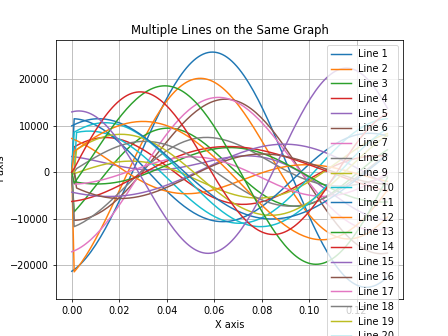 Multiple Lines on the Same Graph
20000
10000
0
−10000
−20000
0.00
0.02
0.04
0.06
0.08
0.10
X axis
Line 1
Line 2
Line 3
Line 4
Line 5
Line 6
Line 7
Line 8
Line 9
Line 10
Line 11
Line 12
Line 13
Line 14
Line 15
Line 16
Line 17
Line 18
Line 19
Line 20